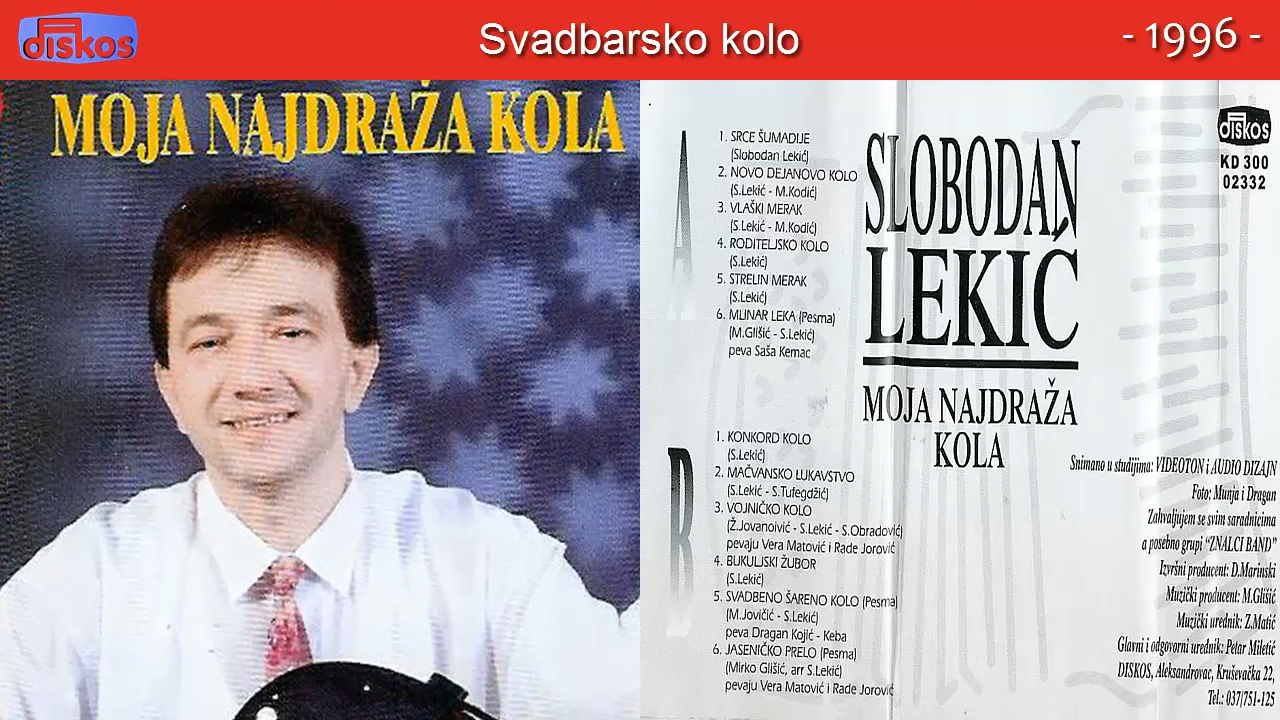 diskos
Svadbarsko kolo
- 1996 -
MOJA NAJDRAŽA KOLA
A
1. SRCE ŠUMADIJE
(Slobodan Lekić)
2. NOVO DEJANOVO KOLO
(S.Lekić - M.Kodić)
3. VLAŠKI MERAK
(S.Lekić - M.Kodić)
4. RODITELJSKO KOLO
(S.Lekić)
5. STRELIN MERAK
(S.Lekić)
6. MLINAR LEKA (Pesma)
(M.Glišić - S.Lekić)
peva Saša Kernac
B
1. KONKORD KOLO
(S.Lekić)
2. MAČVANSKO LUKAVSTVO
(S.Lekić - S.Tufegdžić)
3. VOJNIČKO KOLO
(Ž.Jovanoivić - S.Lekić - S.Obradović)
pevaju Vera Matović i Rade Jorović
4. BUKULJSKI ŽUBOR
(S.Lekić)
5. SVADBENO ŠARENO KOLO (Pesma)
(M.Jovičić - S.Lekić)
peva Dragan Kojić - Keba
6. JASENIČKO PRELO (Pesma)
(Mirko Glišić, arr S.Lekić)
pevaju Vera Matović i Rade Jorović
SLOBODAN
LEKIĆ
MOJA NAJDRAŽA
KOLA
diskos
KD 300
02332
Snimano u studijima: VIDEOTON i AUDIO DIZAJN
Foto: Munja i Dragan
Zahvaljujem se svim saradnicima
a posebno grupi "ZNALCI BAND"
Izvršni producent: D.Marinski
Muzički producent: M.Glišić
Muzički urednik: Z.Matić
Glavni i odgovorni urednik: Petar Miletić
DISKOS, Aleksandrovac, Kruševačka 22,
Tel.: 037/751-125